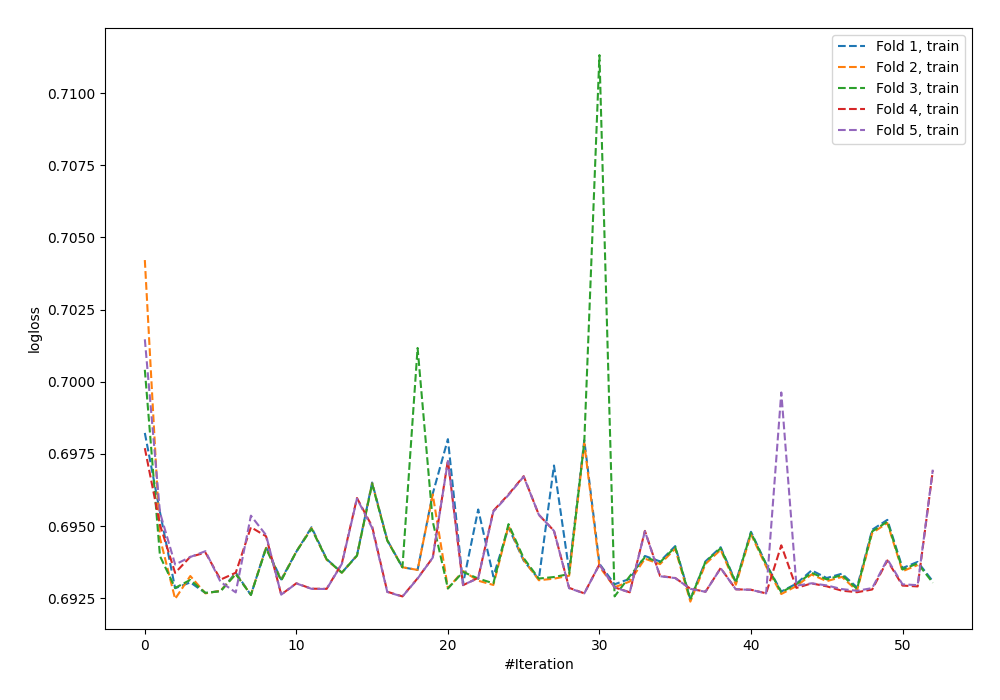 Fold 1, train
Fold 2, train
Fold 3, train
Fold 4, train
Fold 5, train
0.7100
0.7075
0.7050
0.7025
0.7000
0.6975
0.6950
0.6925
logloss
0 10 20 30 40 50
#Iteration